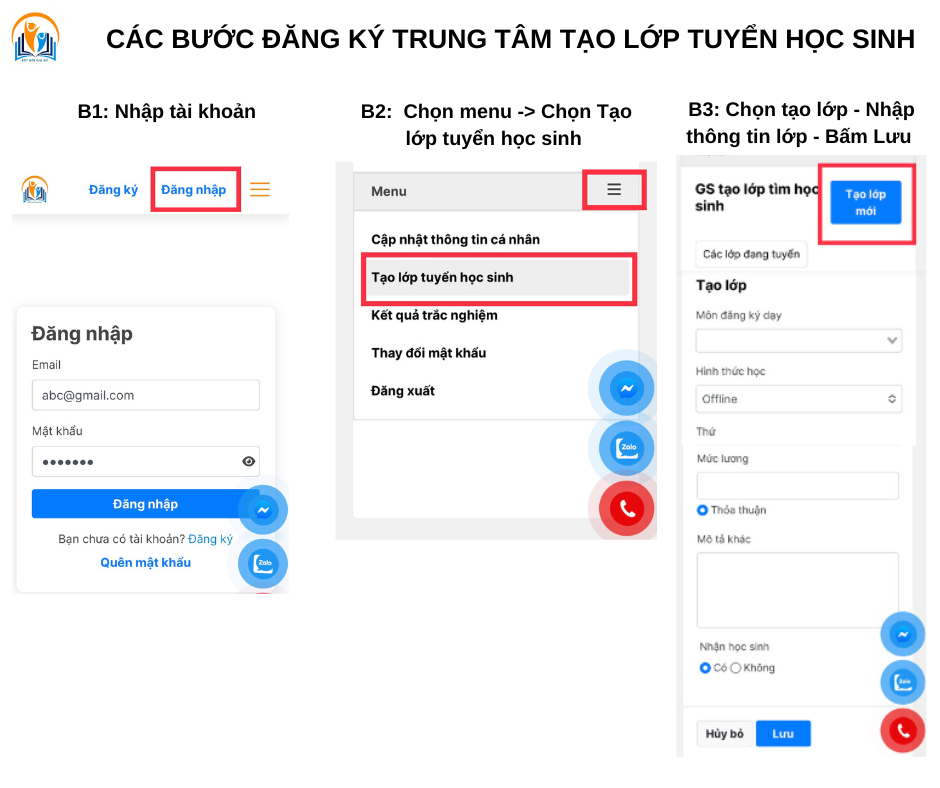 CÁC BƯỚC ĐĂNG KÝ TRUNG TÂM TẠO LỚP TUYỂN HỌC SINH
B1: Nhập tài khoản
Đăng ký
Đăng nhập
Đăng nhập
Email
abc@gmail.com
Mật khẩu
Đăng nhập
Bạn chưa có tài khoản? Đăng ký
Quên mật khẩu
Zalo
B2: Chọn menu -> Chọn Tạo
lớp tuyển học sinh
Menu
Cập nhật thông tin cá nhân
Tạo lớp tuyển học sinh
Kết quả trắc nghiệm
Thay đổi mật khẩu
Đăng xuất
Zalo
B3: Chọn tạo lớp - Nhập
thông tin lớp - Bấm Lưu
GS tạo lớp tìm học
sinh
Tạo lớp
mới
Các lớp đang tuyển
Tạo lớp
Môn đăng ký dạy
Hình thức học
Offline
Thứ
Mức lương
Thỏa thuận
Mô tả khác
Nhận học sinh
Có Không
Zalo
Hủy bỏ
Lưu